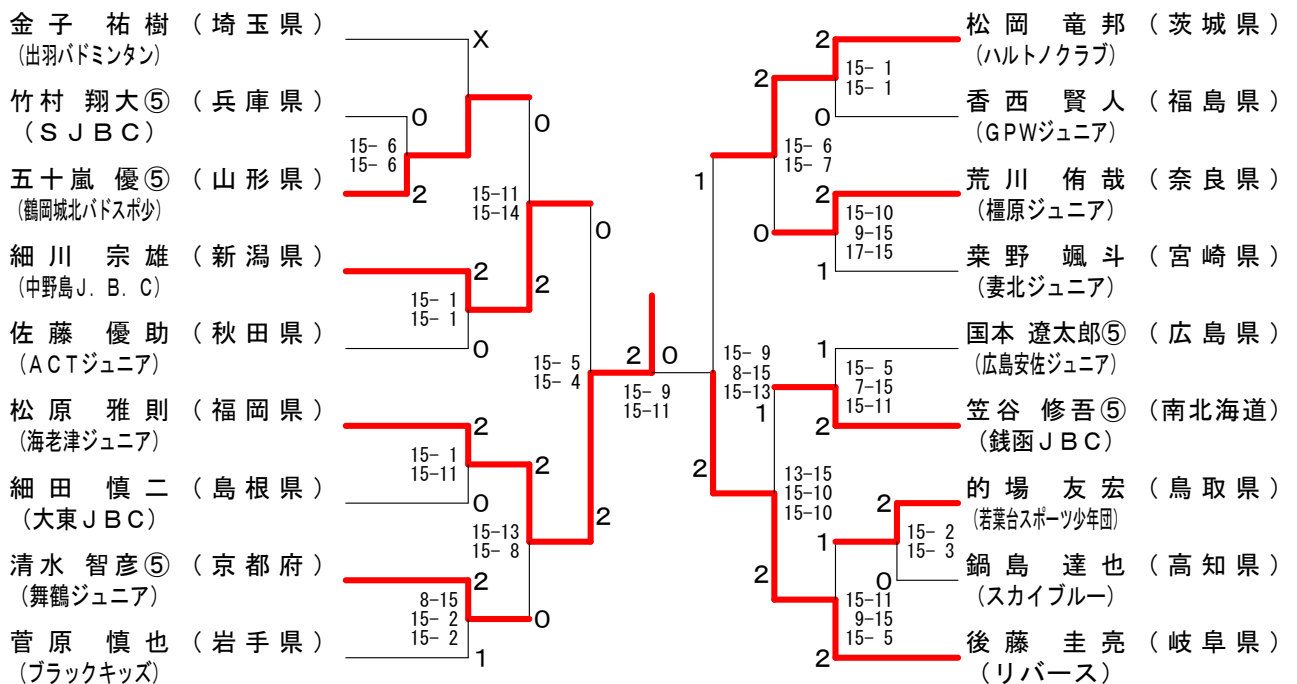 金子 祐樹 (埼玉県)
(出羽バドミンタン)
X
竹村 翔大⑤ (兵庫県)
(SJBC)
0
0
15- 6
15- 6
五十嵐 優⑤ (山形県)
(鶴岡城北バドスポ少)
2
15-11
15-14
0
細川 宗雄 (新潟県)
(中野島J. B. C)
2
2
15- 1
15- 1
佐藤 優助 (秋田県)
(ACTジュニア)
0
15- 5
15- 4
松原 雅則 (福岡県)
(海老津ジュニア)
2
15- 1
15-11
2
細田 慎二 (島根県)
(大東JBC)
0
2
15-13
15- 8
清水 智彦⑤ (京都府)
(舞鶴ジュニア)
2
8-15
15- 2
15- 2
0
菅原 慎也 (岩手県)
(ブラックキッズ)
1
2 0
15- 9
15-11
松岡 竜邦 (茨城県)
(ハルトノクラブ)
2
2
15- 1
15- 1
香西 賢人 (福島県)
(GPWジュニア)
0
15- 6
15- 7
1
荒川 侑哉 (奈良県)
(橿原ジュニア)
2
15-10
9-15
17-15
0
桒野 颯斗 (宮崎県)
(妻北ジュニア)
1
国本 遼太郎⑤ (広島県)
(広島安佐ジュニア)
1
15- 9
8-15
15-13
15- 5
7-15
15-11
1
笠谷 修吾⑤ (南北海道)
(銭函JBC)
2
2
13-15
15-10
15-10
的場 友宏 (鳥取県)
(若葉台スポーツ少年団)
2
15- 2
15- 3
1
鍋島 達也 (高知県)
(スカイブルー)
0
2
15-11
9-15
15- 5
後藤 圭亮 (岐阜県)
(リバース)
2